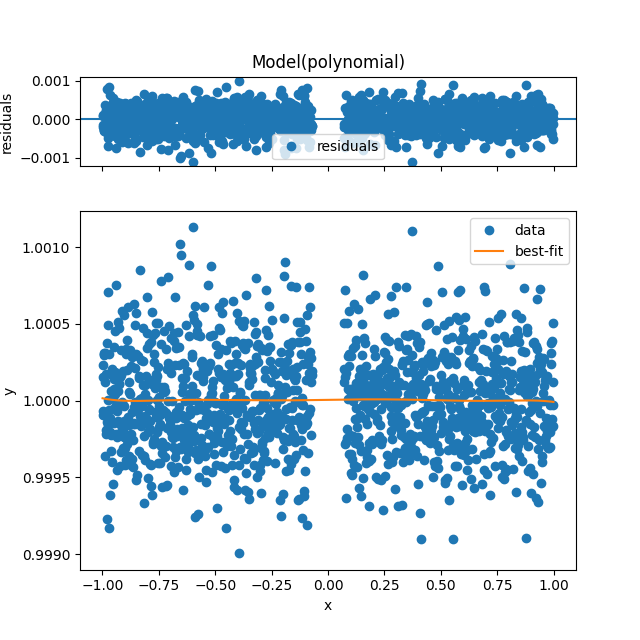 Model(polynomial)
residuals
0.001
0.000
−0.001
residuals
y
1.0010
1.0005
1.0000
0.9995
0.9990
data
best-fit
−1.00 −0.75 −0.50 −0.25 0.00 0.25 0.50 0.75 1.00
x